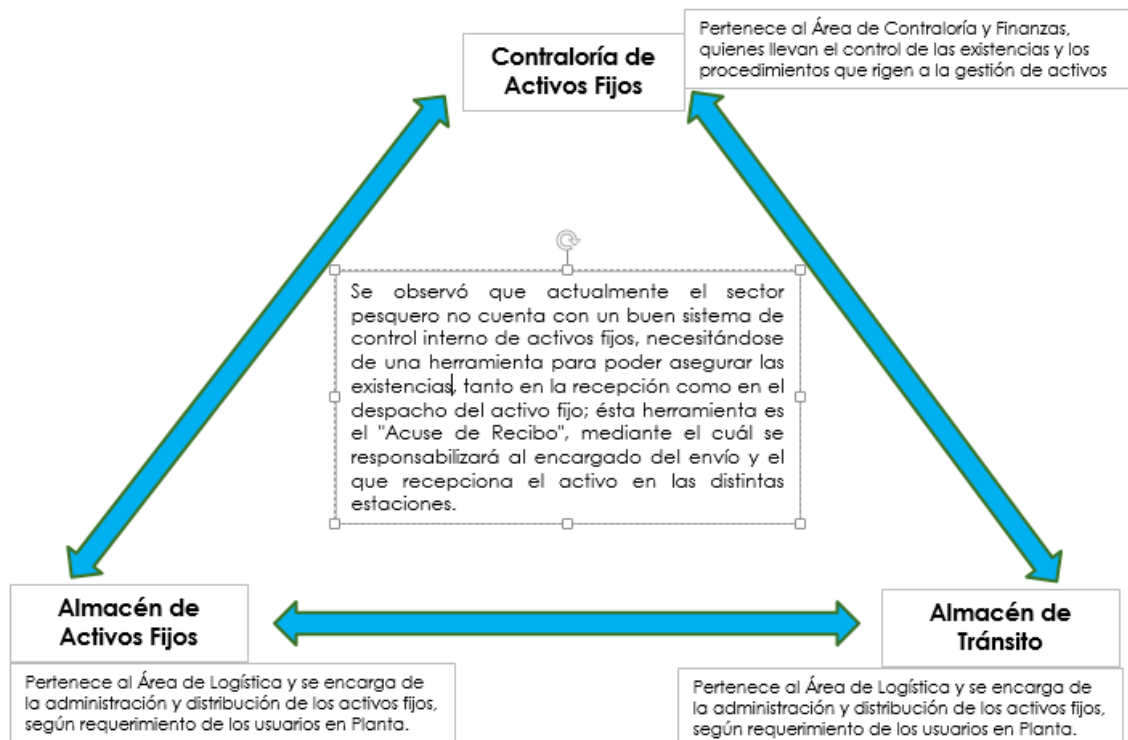 Contraloría de
Activos Fijos
Pertenece al Área de Contraloría y Finanzas,
quienes llevan el control de las existencias y los
procedimientos que rigen a la gestión de activos
Se observó que actualmente el sector
pesquero no cuenta con un buen sistema de
control interno de activos fijos, necesitándose
de una herramienta para poder asegurar las
existencias, tanto en la recepción como en el
despacho del activo fijo; ésta herramienta es
el "Acuse de Recibo", mediante el cuál se
responsabilizará al encargado del envío y el
que recepciona el activo en las distintas
estaciones.
Almacén de
Activos Fijos
Pertenece al Área de Logística y se encarga de
la administración y distribución de los activos fijos,
según requerimiento de los usuarios en Planta.
Almacén de
Tránsito
Pertenece al Área de Logística y se encarga de
la administración y distribución de los activos fijos,
según requerimiento de los usuarios en Planta.